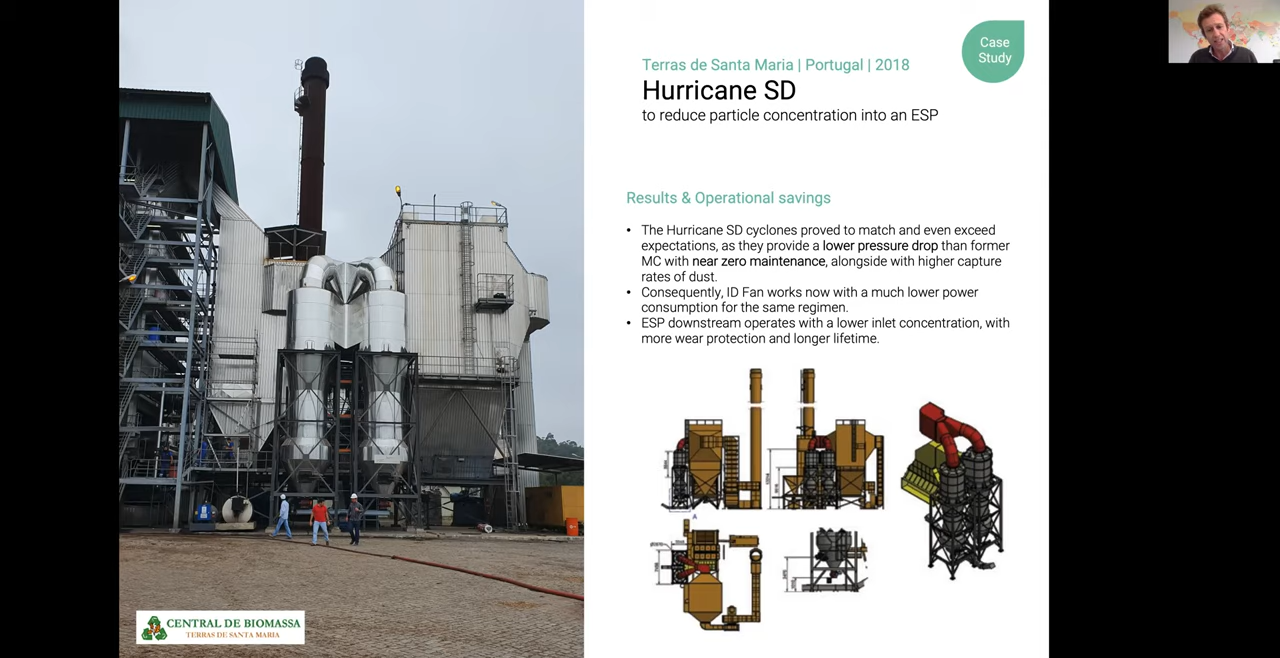 Case
Study
Terras de Santa Maria | Portugal | 2018
Hurricane SD
to reduce particle concentration into an ESP
Results & Operational savings
• The Hurricane SD cyclones proved to match and even exceed
expectations, as they provide a lower pressure drop than former
MC with near zero maintenance, alongside with higher capture
rates of dust.
• Consequently, ID Fan works now with a much lower power
consumption for the same regimen.
• ESP downstream operates with a lower inlet concentration, with
more wear protection and longer lifetime.
A
CENTRAL DE BIOMASSA
TERRAS DE SANTA MARIA